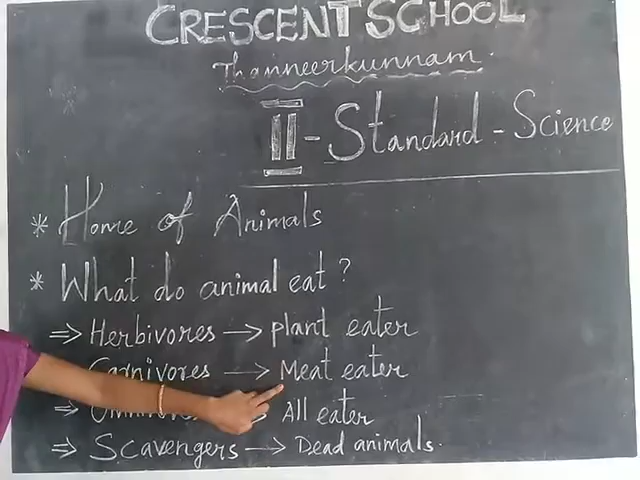 CRESCENT SCHOOL
Thanneerkunnam.
II - Standard - Science
* Home of Animals
* What do animal eat ?
⇒ Herbivores → plant eater
Carnivores → Meat eater
⇒ All eater
⇒ Scavengers → Dead animals.